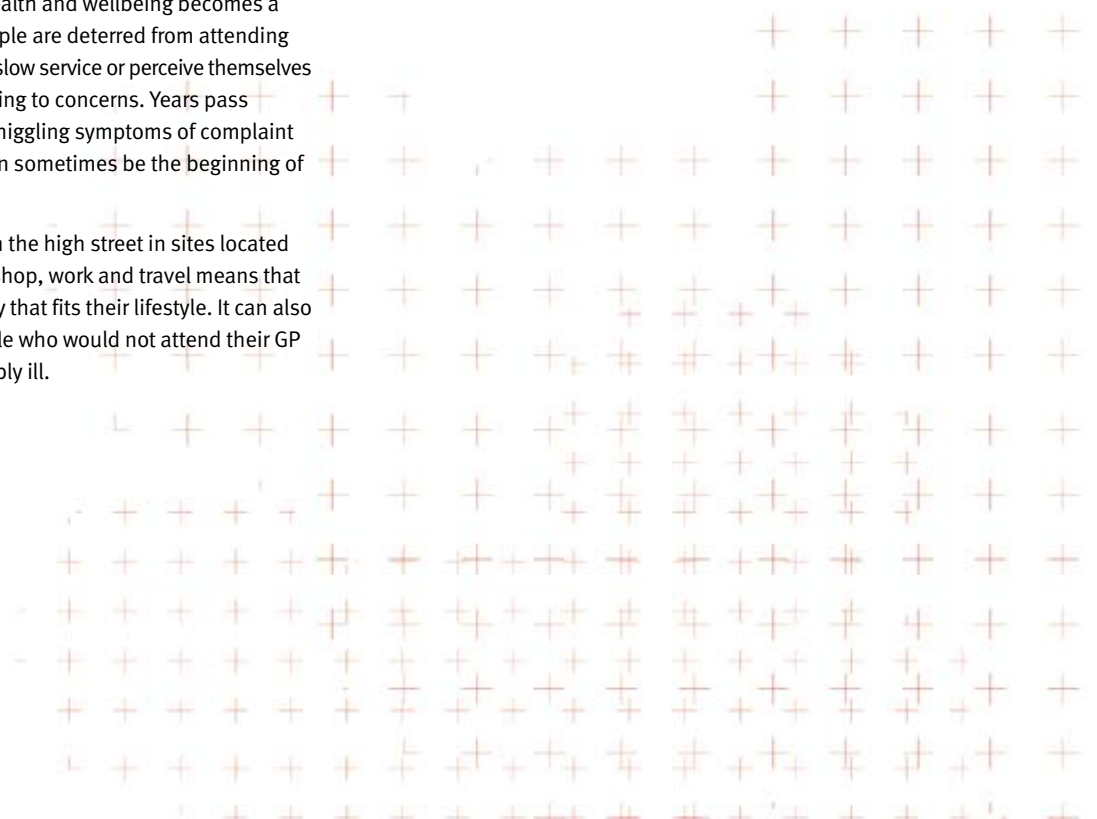 alth and wellbeing becomes a
ple are deterred from attending
slow service or perceive themselves
ing to concerns. Years pass
niggling symptoms of complaint
n sometimes be the beginning of
n the high street in sites located
shop, work and travel means that
y that fits their lifestyle. It can also
le who would not attend their GP
bly ill.